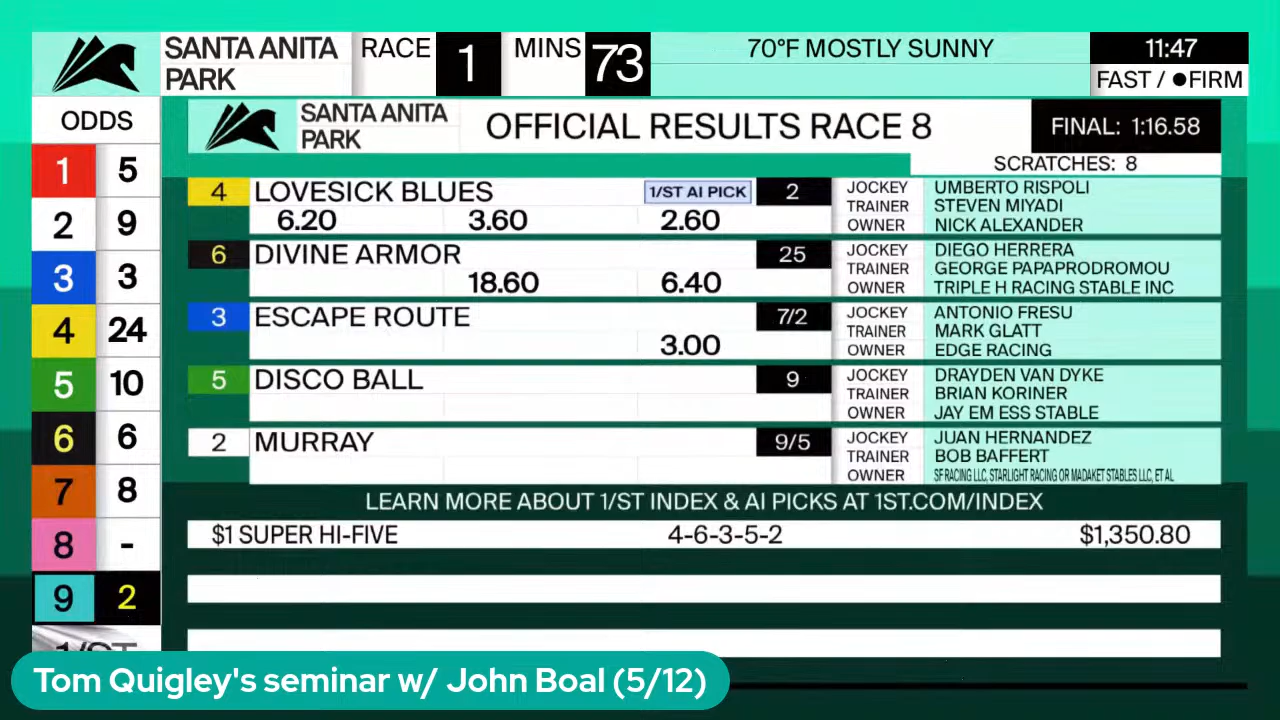 SANTA ANITA PARK RACE 1 MINS 73 70°F MOSTLY SUNNY 11:47
FAST / ●FIRM
ODDS
1 5
2 9
3 3
4 24
5 10
6 6
7 8
8 -
9 2
1/ST
SANTA ANITA PARK OFFICIAL RESULTS RACE 8 FINAL: 1:16.58
SCRATCHES: 8
4 LOVESICK BLUES 1/ST AI PICK 2
6.20 3.60 2.60
JOCKEY UMBERTO RISPOLI
TRAINER STEVEN MIYADI
OWNER NICK ALEXANDER
6 DIVINE ARMOR 25
18.60 6.40
JOCKEY DIEGO HERRERA
TRAINER GEORGE PAPAPRODROMOU
OWNER TRIPLE H RACING STABLE INC
3 ESCAPE ROUTE 7/2
3.00
JOCKEY ANTONIO FRESU
TRAINER MARK GLATT
OWNER EDGE RACING
5 DISCO BALL 9
JOCKEY DRAYDEN VAN DYKE
TRAINER BRIAN KORINER
OWNER JAY EM ESS STABLE
2 MURRAY 9/5
JOCKEY JUAN HERNANDEZ
TRAINER BOB BAFFERT
OWNER SF RACING LLC, STARLIGHT RACING OR MADAKET STABLES LLC, ET AL
LEARN MORE ABOUT 1/ST INDEX & AI PICKS AT 1ST.COM/INDEX
$1 SUPER HI-FIVE 4-6-3-5-2 $1,350.80
Tom Quigley's seminar w/ John Boal (5/12)